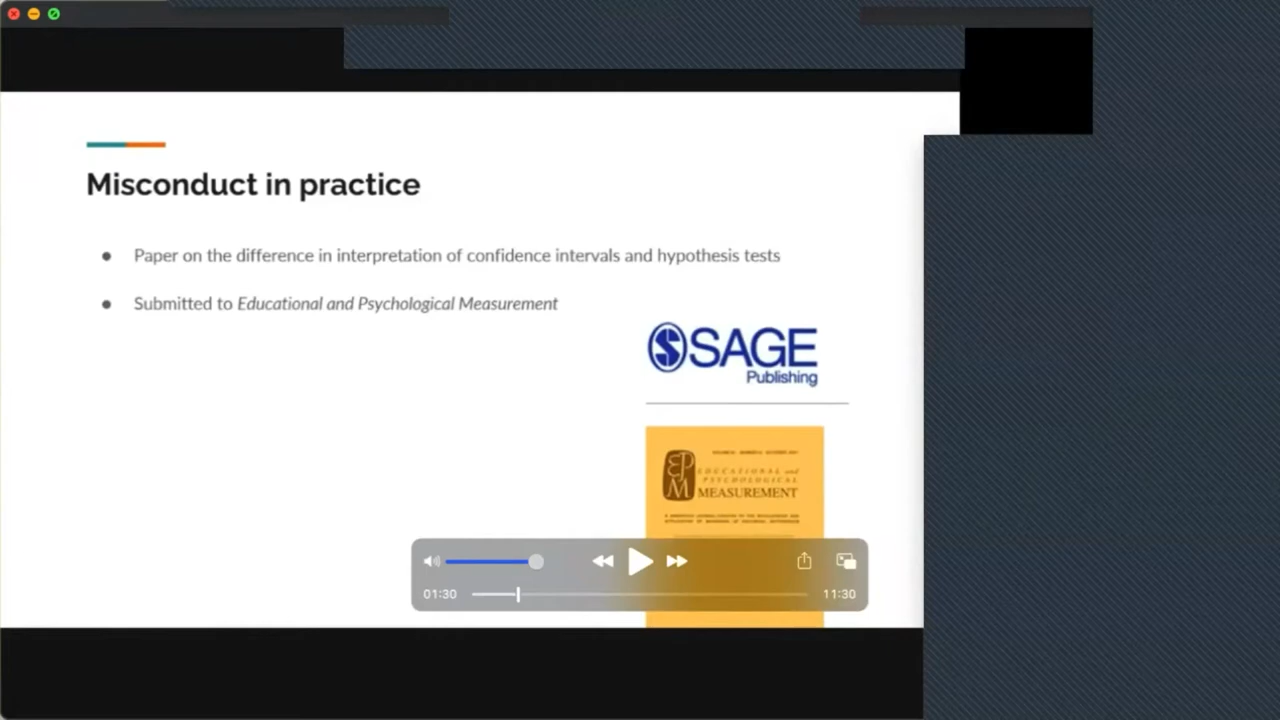 Misconduct in practice
Paper on the difference in interpretation of confidence intervals and hypothesis tests
Submitted to Educational and Psychological Measurement
SAGE
Publishing
EPM
EDUCATIONAL and
PSYCHOLOGICAL
MEASUREMENT
01:30
11:30